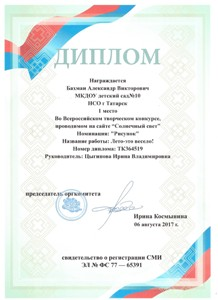 ДИПЛОМ
Награждается
Бахман Александр Викторович
МКДОУ детский сад№10
НСО г Татарск
1 место
Во Всероссийском творческом конкурсе,
проводимом на сайте "Солнечный свет"
Номинация: "Рисунок"
Название работы: Лето-это весело!
Номер диплома: ТК364519
Руководитель: Цыганова Ирина Владимировна
председатель оргкомитета
Ирина Космынина
06 августа 2017 г.
свидетельство о регистрации СМИ
ЭЛ № ФС 77 — 65391